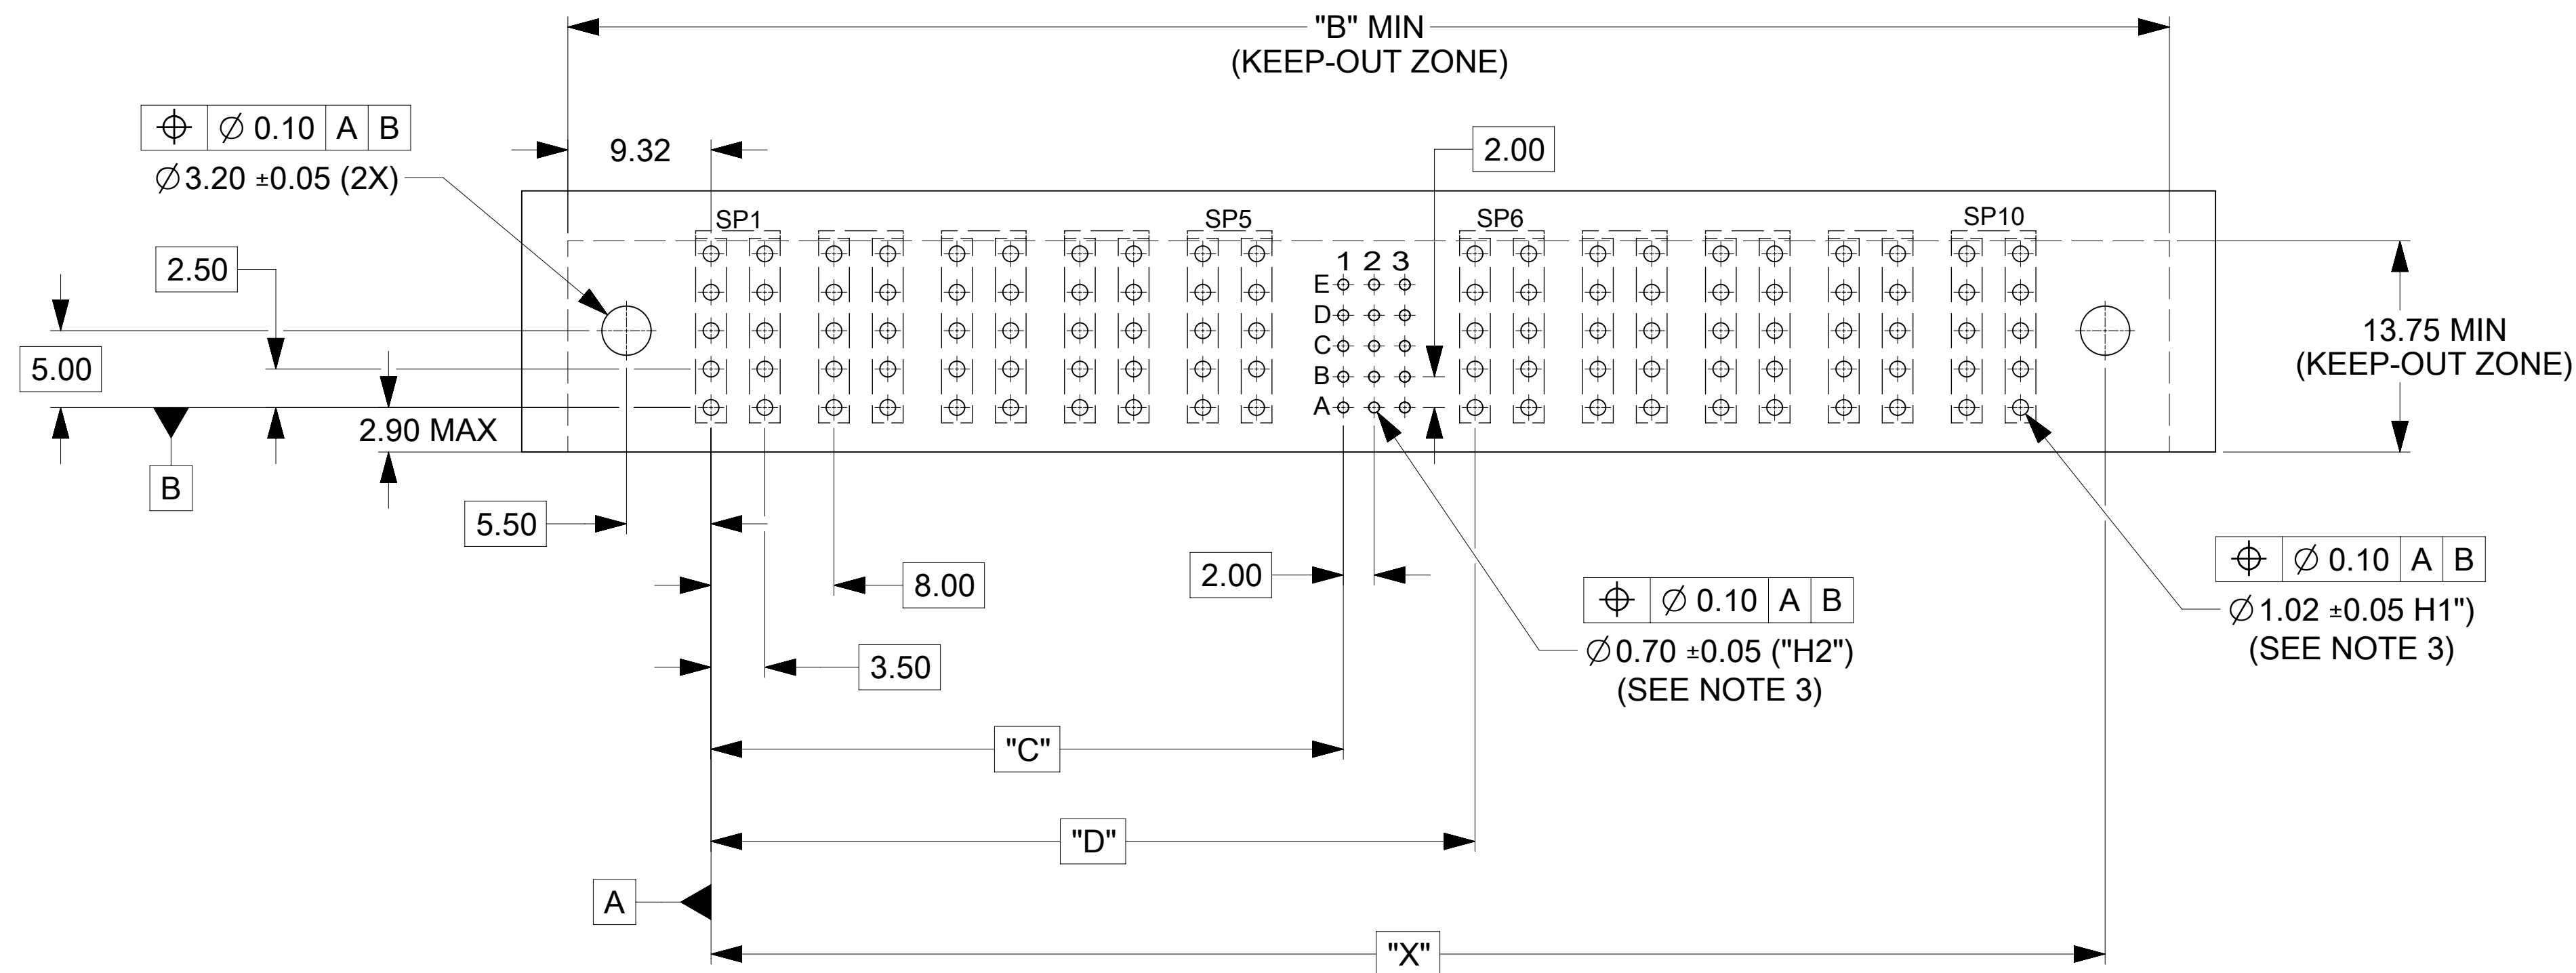 "B" MIN
(KEEP-OUT ZONE)
⌖ ∅ 0.10 A B
∅3.20 ±0.05 (2X)
9.32
2.00
SP1
SP5
SP6
SP10
2.50
1 2 3
E
D
C
B
A
5.00
13.75 MIN
(KEEP-OUT ZONE)
2.90 MAX
B
5.50
8.00
2.00
3.50
⌖ ∅ 0.10 A B
∅0.70 ±0.05 ("H2")
(SEE NOTE 3)
⌖ ∅ 0.10 A B
∅1.02 ±0.05 H1")
(SEE NOTE 3)
"C"
"D"
A
"X"